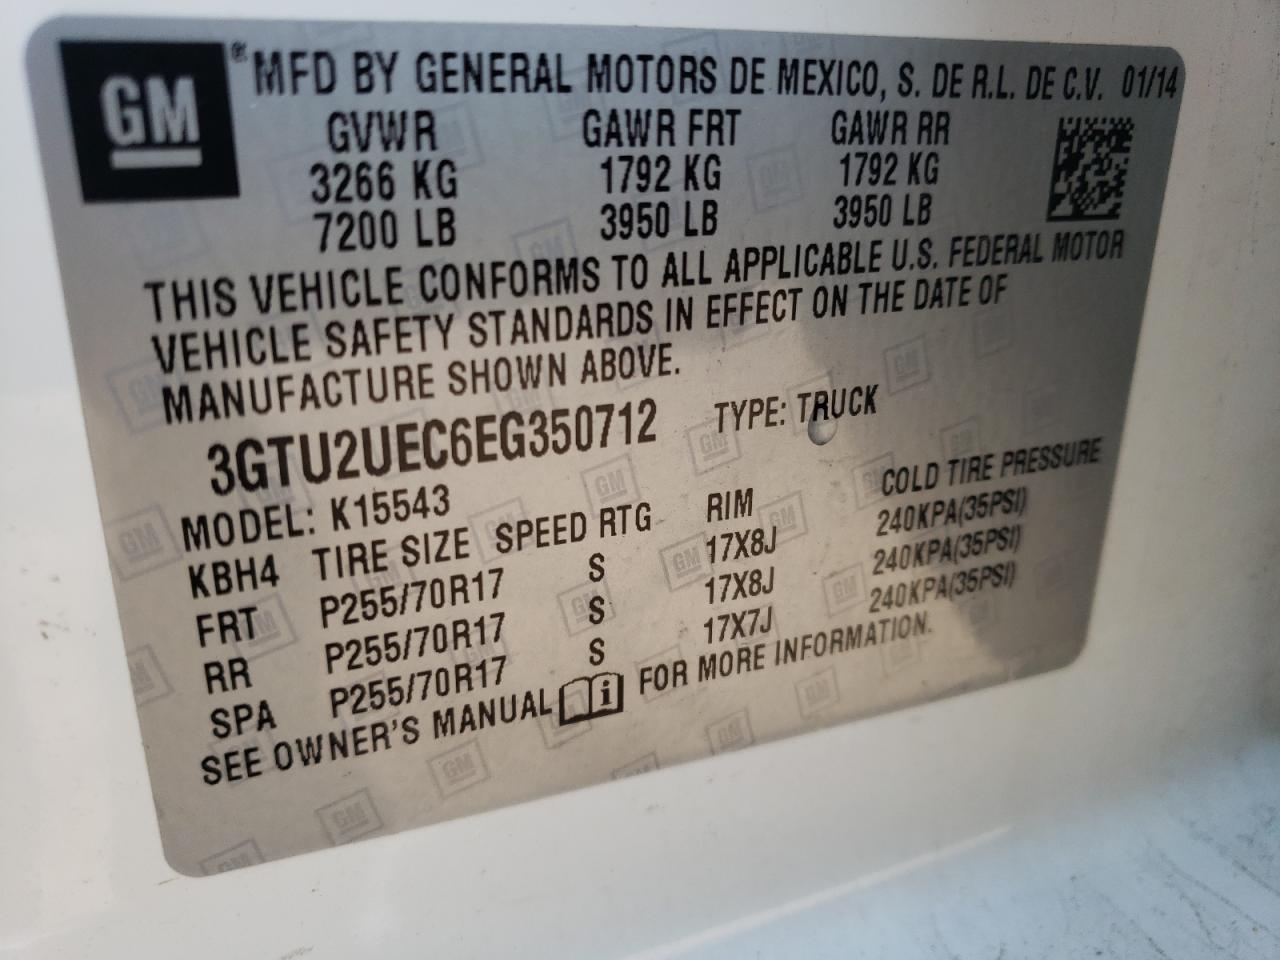 GM ® MFD BY GENERAL MOTORS DE MEXICO, S. DE R.L. DE C.V. 01/14
GVWR GAWR FRT GAWR RR
3266 KG 1792 KG 1792 KG
7200 LB 3950 LB 3950 LB
THIS VEHICLE CONFORMS TO ALL APPLICABLE U.S. FEDERAL MOTOR
VEHICLE SAFETY STANDARDS IN EFFECT ON THE DATE OF
MANUFACTURE SHOWN ABOVE.
3GTU2UEC6EG350712 TYPE: TRUCK
MODEL: K15543
KBH4 TIRE SIZE SPEED RTG RIM COLD TIRE PRESSURE
FRT P255/70R17 S 17X8J 240KPA(35PSI)
RR P255/70R17 S 17X8J 240KPA(35PSI)
SPA P255/70R17 S 17X7J 240KPA(35PSI)
SEE OWNER'S MANUAL i FOR MORE INFORMATION.